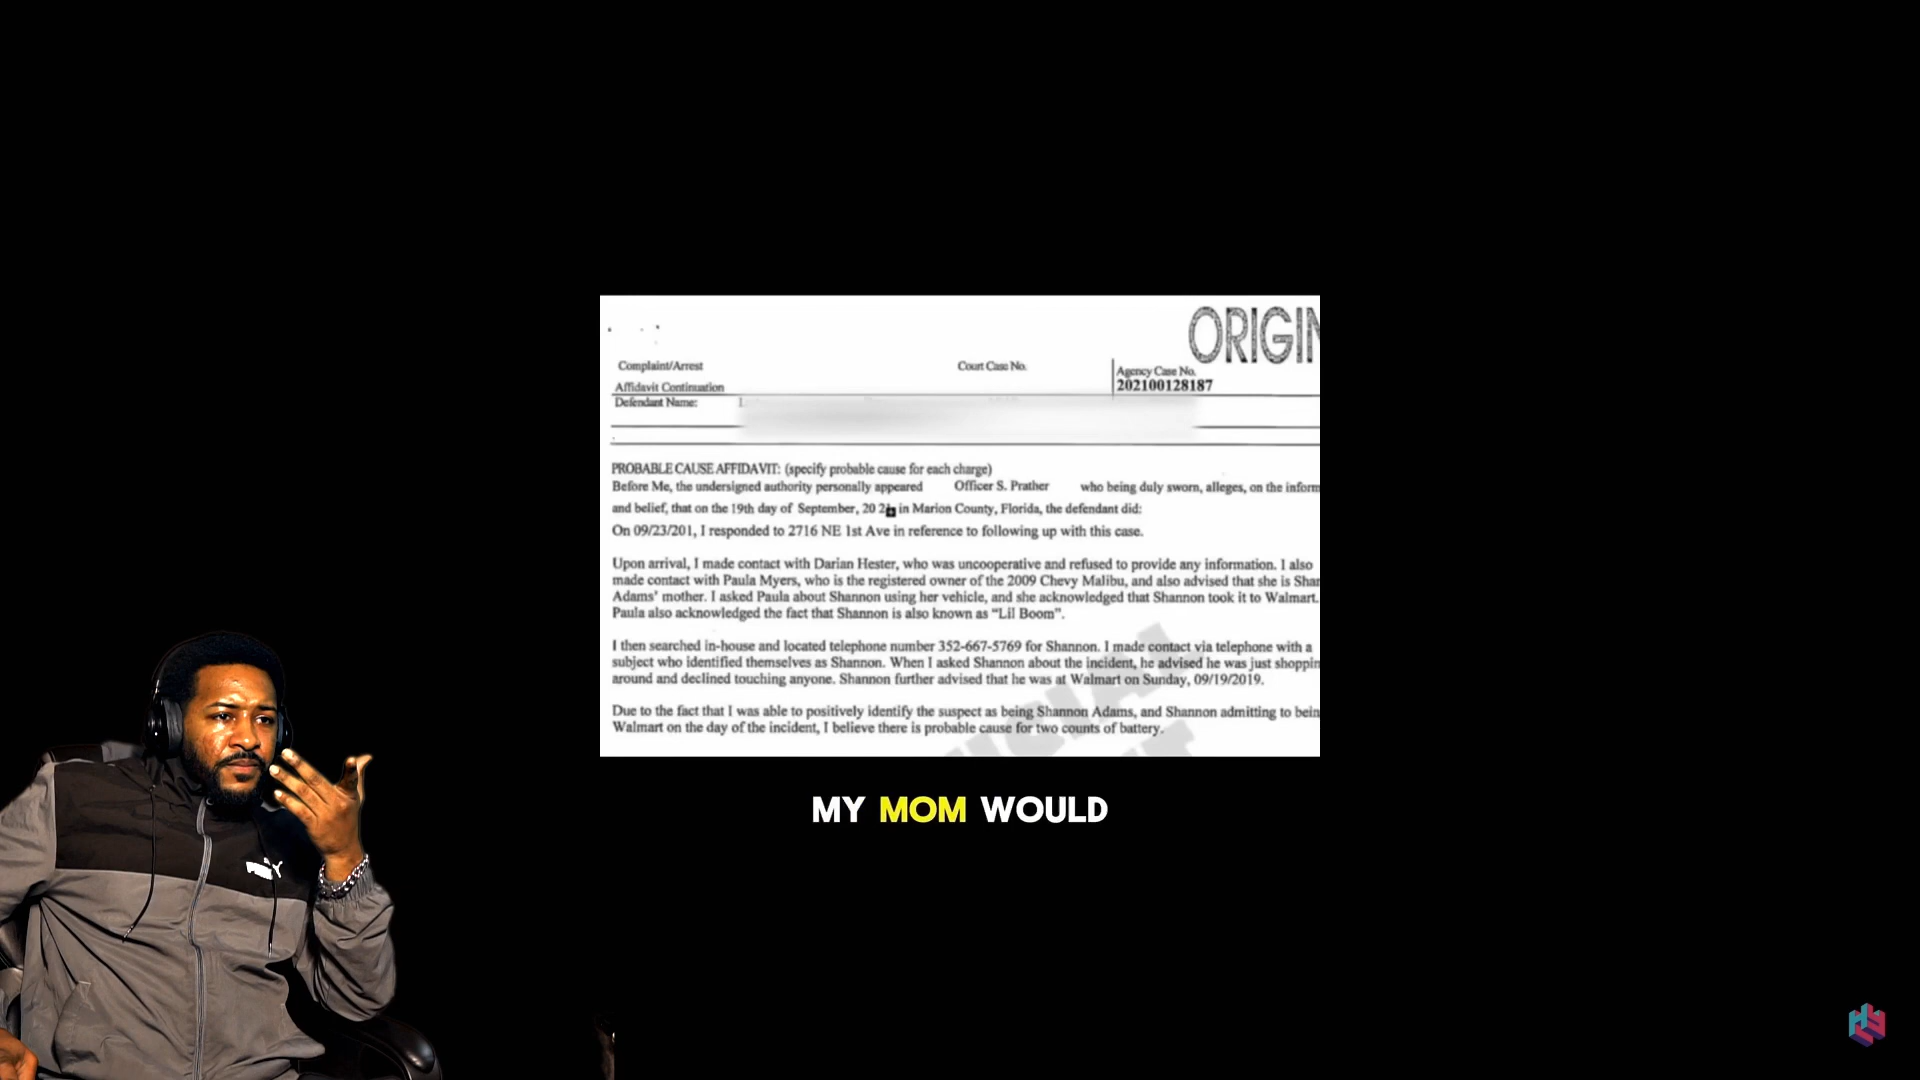 ORIGIN
Complaint/Arrest
Court Case No.
Agency Case No.
Affidavit Continuation
202100128187
Defendant Name:
PROBABLE CAUSE AFFIDAVIT: (specify probable cause for each charge)
Before Me, the undersigned authority personally appeared Officer S. Prather who being duly sworn, alleges, on the inform
and belief, that on the 19th day of September, 20 in Marion County, Florida, the defendant did:
On 09/23/201, I responded to 2716 NE 1st Ave in reference to following up with this case.
Upon arrival, I made contact with Darian Hester, who was uncooperative and refused to provide any information. I also
made contact with Paula Myers, who is the registered owner of the 2009 Chevy Malibu, and also advised that she is Shan
Adams' mother. I asked Paula about Shannon using her vehicle, and she acknowledged that Shannon took it to Walmart.
Paula also acknowledged the fact that Shannon is also known as "Lil Boom".
I then searched in-house and located telephone number 352-667-5769 for Shannon. I made contact via telephone with a
subject who identified themselves as Shannon. When I asked Shannon about the incident, he advised he was just shoppin
around and declined touching anyone. Shannon further advised that he was at Walmart on Sunday, 09/19/2019.
Due to the fact that I was able to positively identify the suspect as being Shannon Adams, and Shannon admitting to bein
Walmart on the day of the incident, I believe there is probable cause for two counts of battery.
MY MOM WOULD